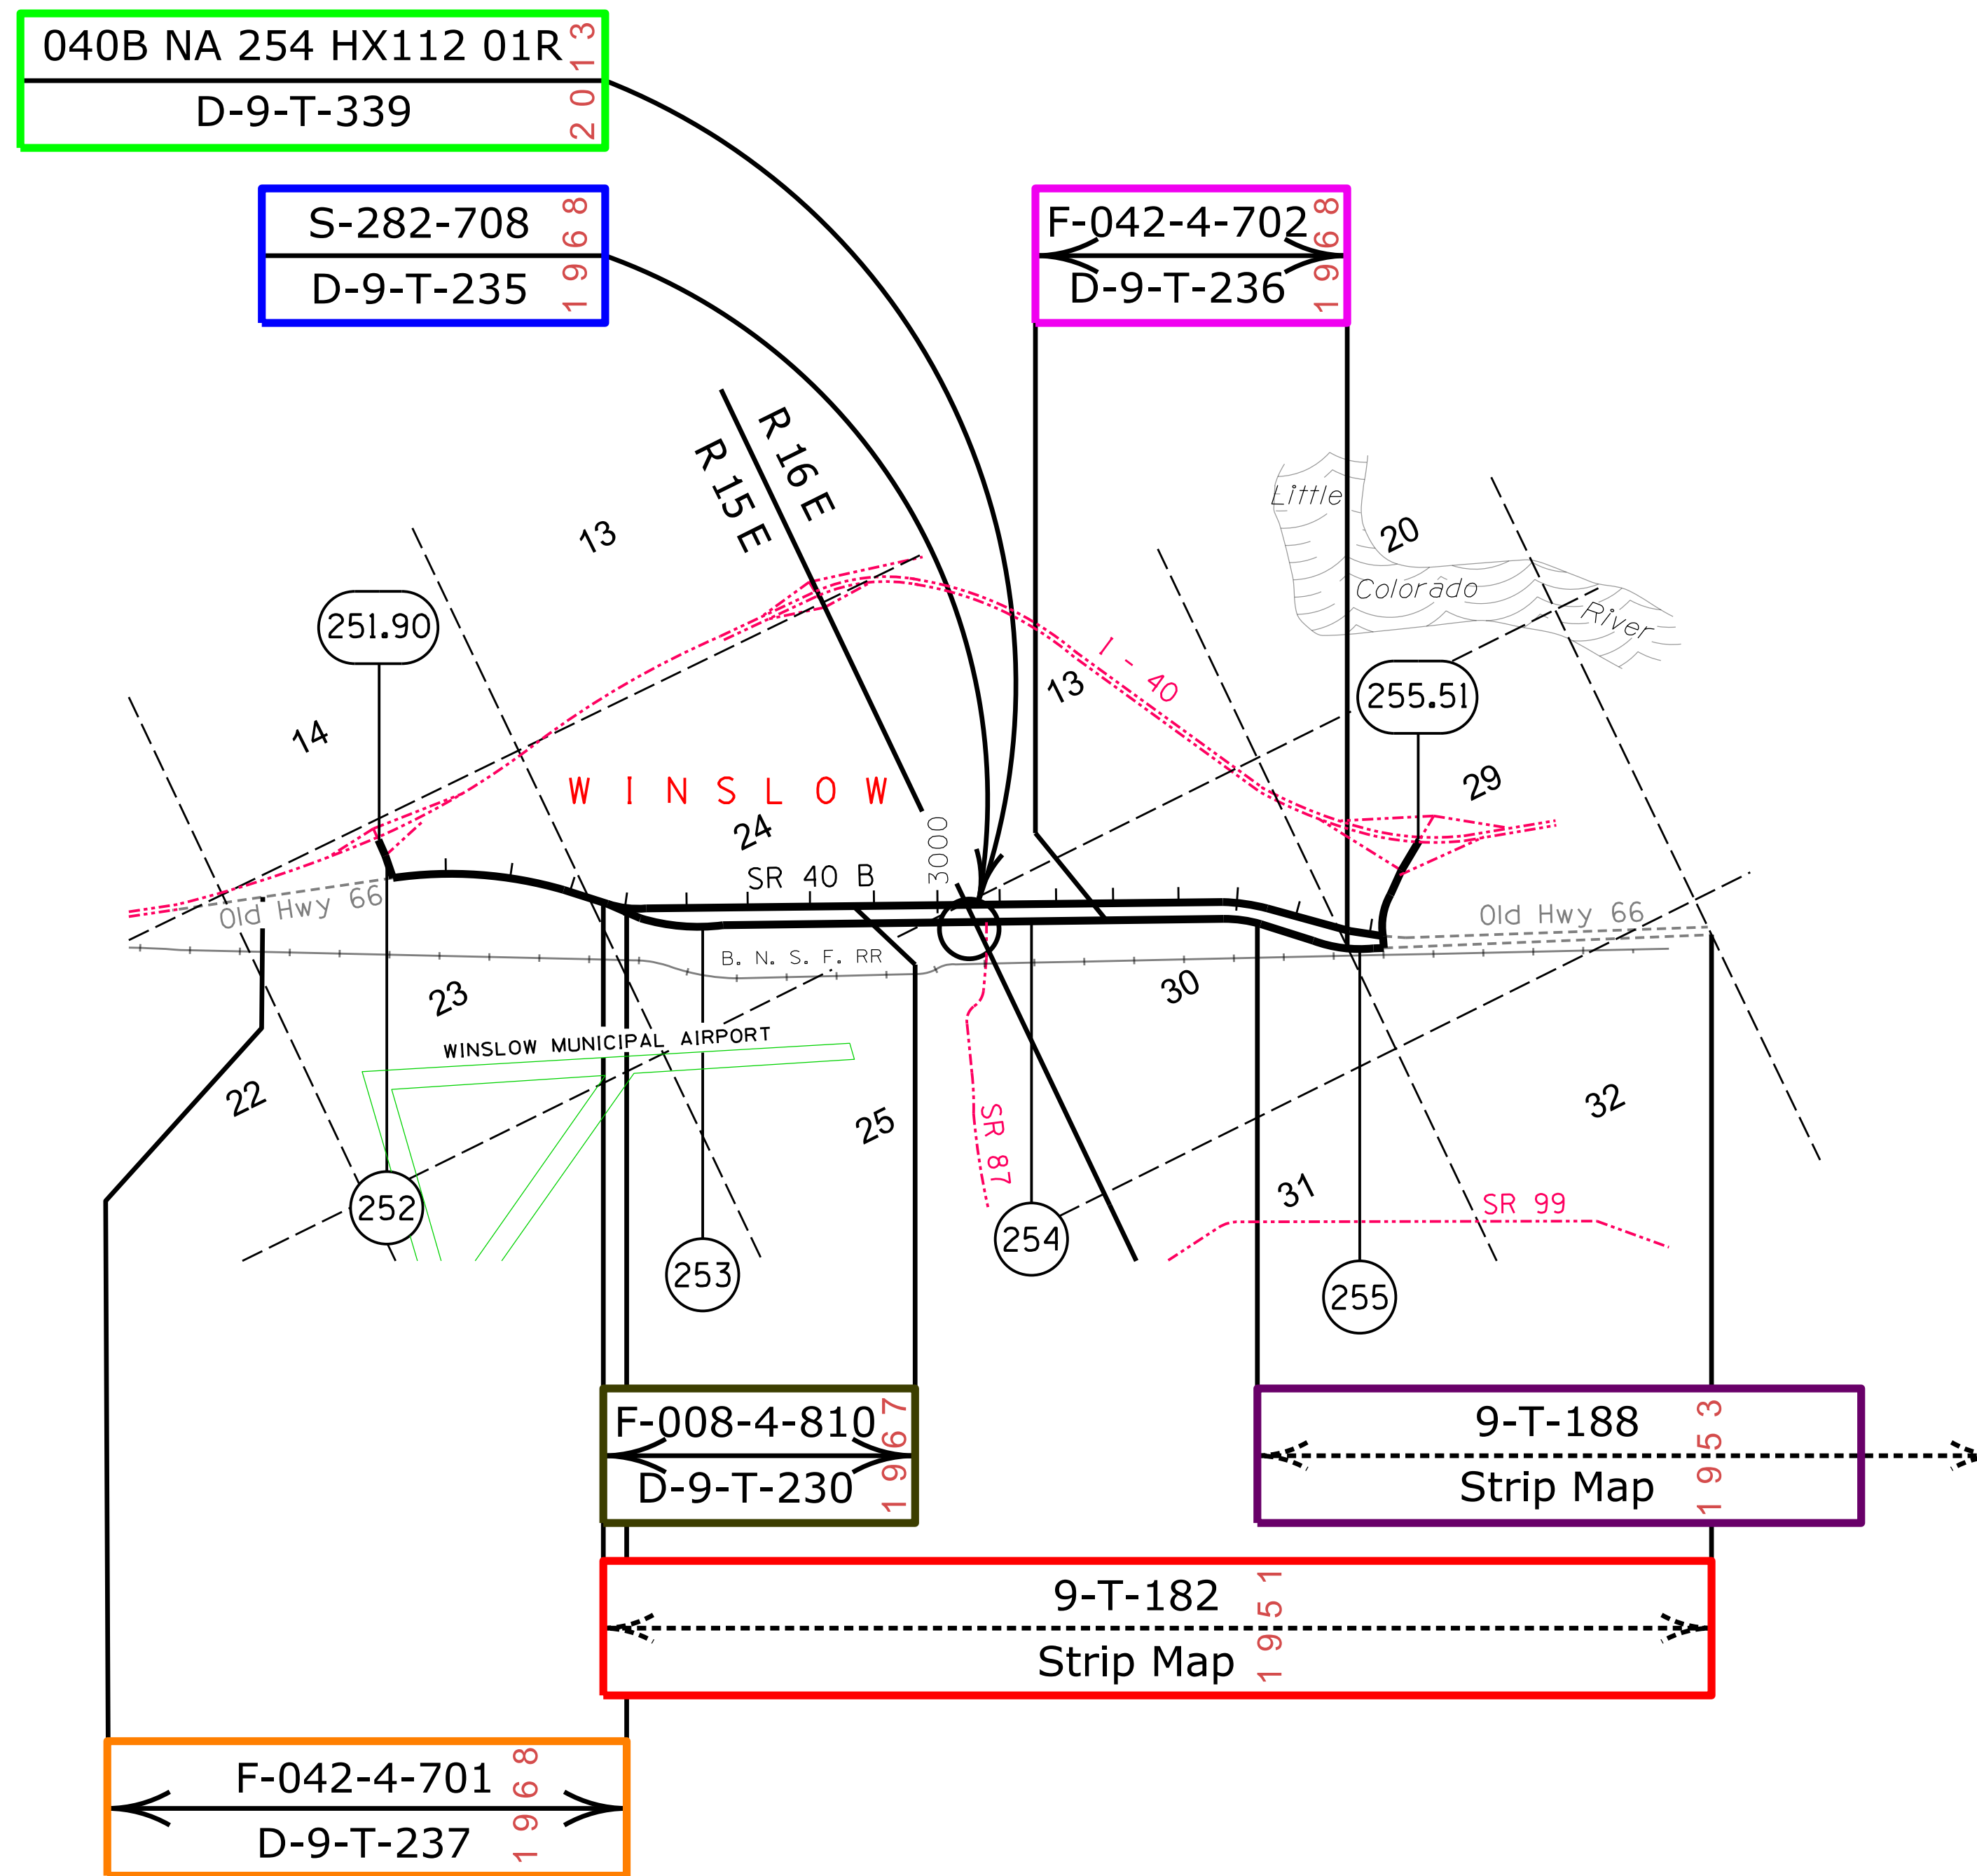 040B NA 254 HX112 01R
D-9-T-339
2013
S-282-708
D-9-T-235
1968
F-042-4-702
D-9-T-236
1968
R 16 E
R 15 E
Little
Colorado
River
13
20
251.90
13
I - 40
255.51
14
29
WINSLOW
24
3000
SR 40 B
Old Hwy 66
Old Hwy 66
B. N. S. F. RR
23
30
WINSLOW MUNICIPAL AIRPORT
22
25
SR 87
32
31
SR 99
252
253
254
255
F-008-4-810
D-9-T-230
1967
9-T-188
Strip Map
1953
9-T-182
Strip Map
1951
F-042-4-701
D-9-T-237
1968